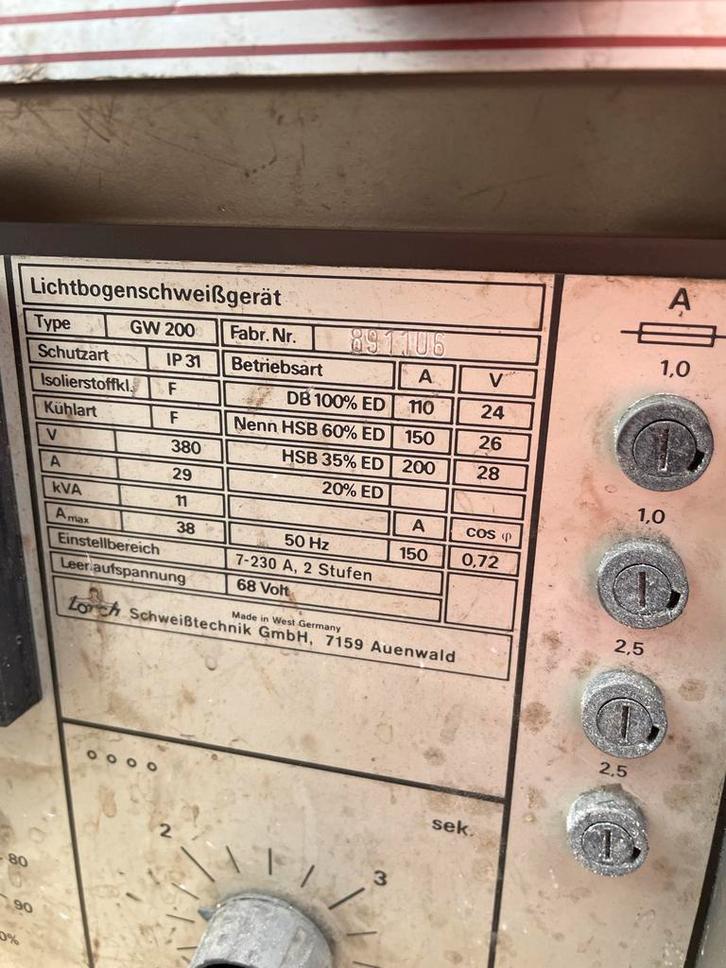 Lichtbogenschweißgerät
Type GW 200 Fabr. Nr. 891106
Schutzart IP 31 Betriebsart A V
Isolierstoffkl. F DB 100% ED 110 24
Kühlart F Nenn HSB 60% ED 150 26
V 380 HSB 35% ED 200 28
A 29 20% ED
kVA 11 A cos φ
Amax 38 50 Hz 150 0,72
Einstellbereich 7-230 A, 2 Stufen
Leerlaufspannung 68 Volt
Made in West Germany
Torch Schweißtechnik GmbH, 7159 Auenwald
A
1,0
1,0
2,5
2,5
sek.
2
3
80
90
0%